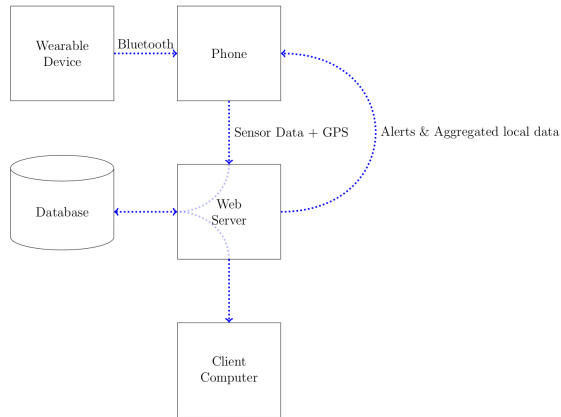 Wearable
Device
Bluetooth
Phone
Sensor Data + GPS
Alerts & Aggregated local data
Database
Web
Server
Client
Computer